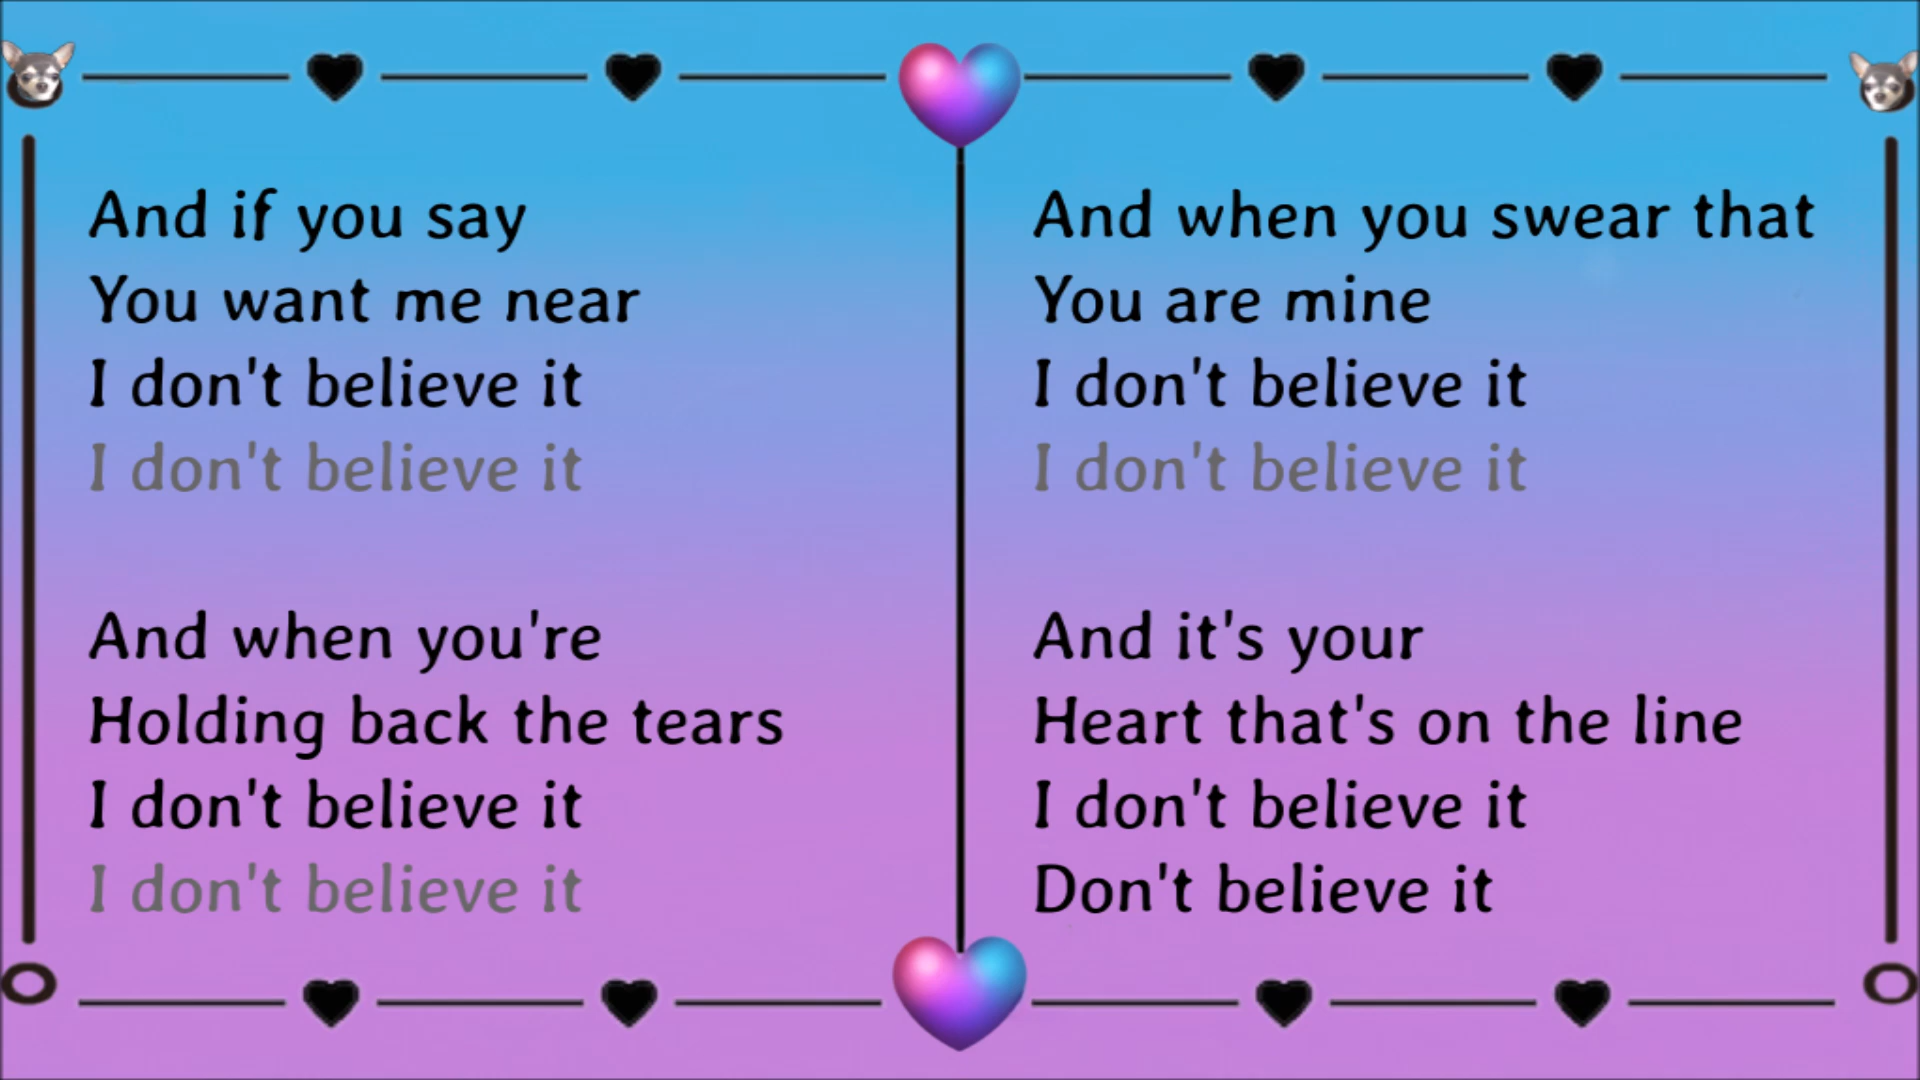 And if you say
You want me near
I don't believe it
I don't believe it
And when you're
Holding back the tears
I don't believe it
I don't believe it
And when you swear that
You are mine
I don't believe it
I don't believe it
And it's your
Heart that's on the line
I don't believe it
Don't believe it